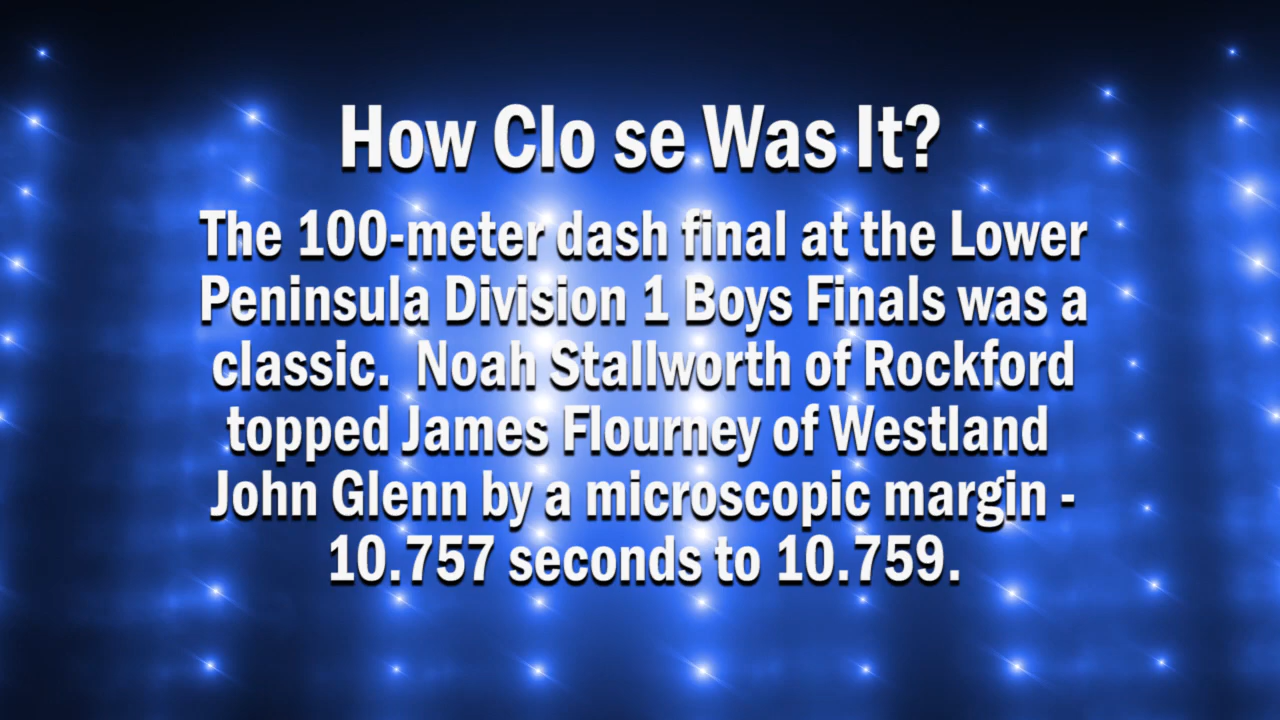 How Clo se Was It?
The 100-meter dash final at the Lower
Peninsula Division 1 Boys Finals was a
classic.  Noah Stallworth of Rockford
topped James Flourney of Westland
John Glenn by a microscopic margin -
10.757 seconds to 10.759.